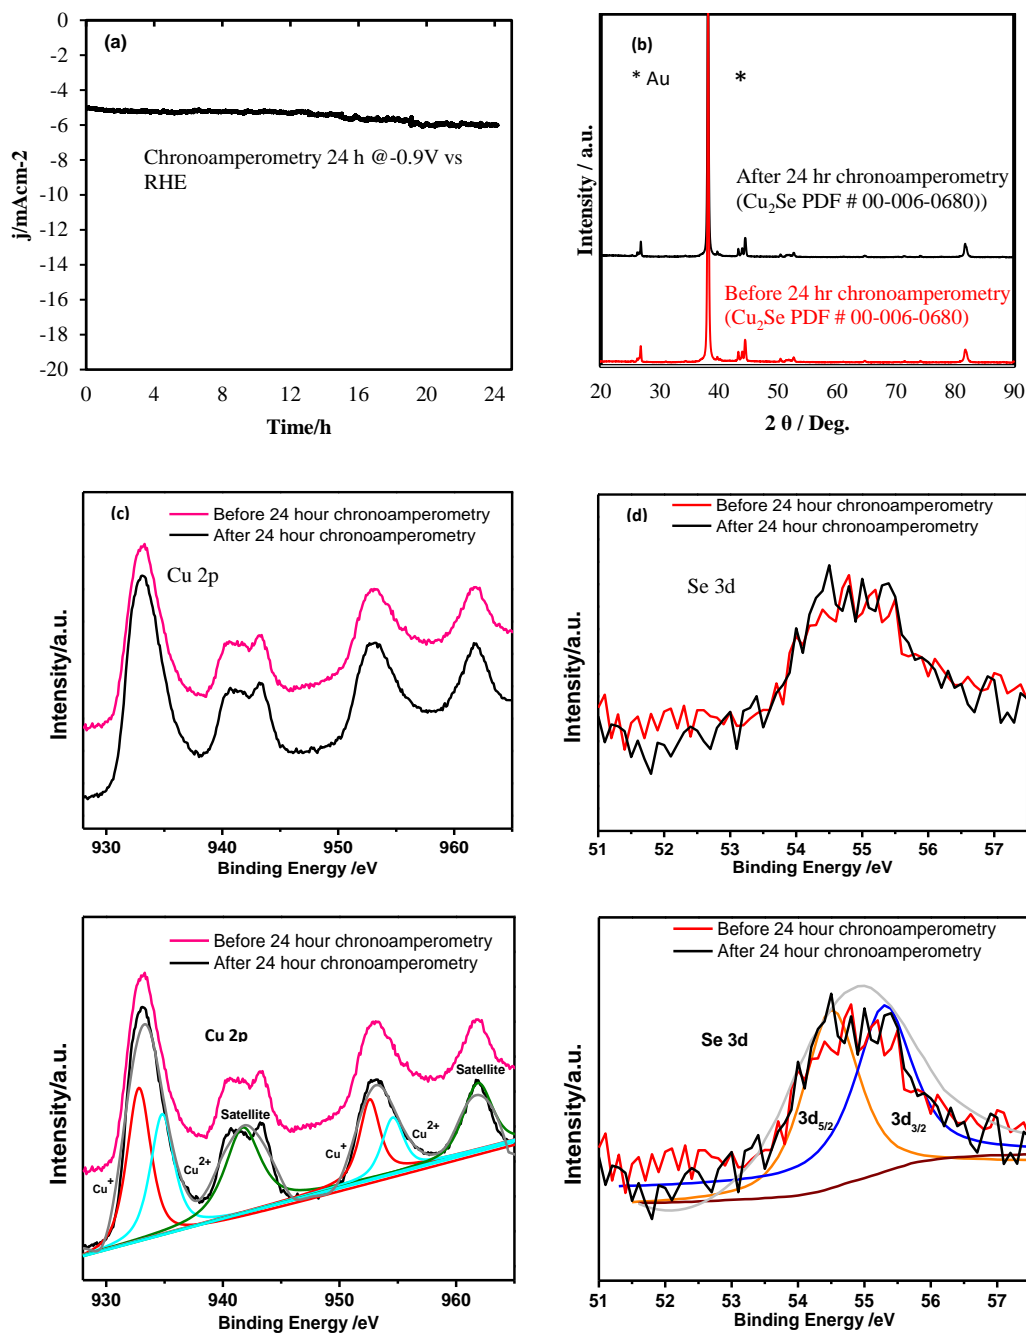 (a)
0
-2
-4
-6
-8
-10
-12
-14
-16
-18
-20
j/mAcm-2
Chronoamperometry 24 h @-0.9V vs
RHE
0 4 8 12 16 20 24
Time/h
(b)
* Au
*
Intensity / a.u.
After 24 hr chronoamperometry
(Cu₂Se PDF # 00-006-0680))
Before 24 hr chronoamperometry
(Cu₂Se PDF # 00-006-0680)
20 30 40 50 60 70 80 90
2 θ / Deg.
(c)
Before 24 hour chronoamperometry
After 24 hour chronoamperometry
Cu 2p
Intensity/a.u.
930 940 950 960
Binding Energy /eV
(d)
Before 24 hour chronoamperometry
After 24 hour chronoamperometry
Se 3d
Intensity/a.u.
51 52 53 54 55 56 57
Binding Energy /eV
Before 24 hour chronoamperometry
After 24 hour chronoamperometry
Cu 2p
Satellite
Satellite
Cu⁺
Cu²⁺
Cu⁺
Cu²⁺
Intensity/a.u.
930 940 950 960
Binding Energy /eV
Before 24 hour chronoamperometry
After 24 hour chronoamperometry
Se 3d
3d₅/₂
3d₃/₂
Intensity/a.u.
51 52 53 54 55 56 57
Binding Energy /eV